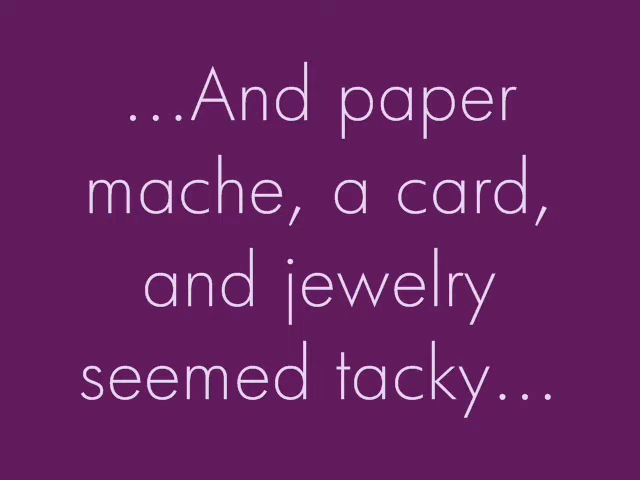 ...And paper
mache, a card,
and jewelry
seemed tacky...